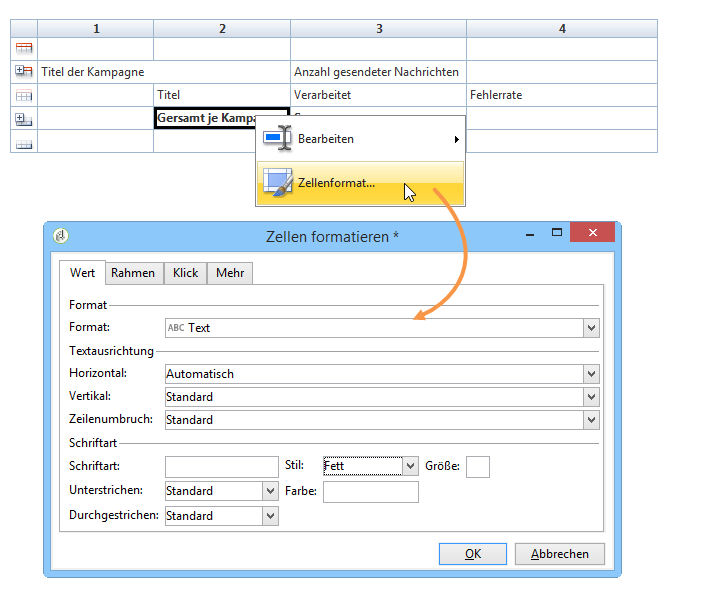 1 2 3 4
Titel der Kampagne Anzahl gesendeter Nachrichten
Titel Verarbeitet Fehlerrate
Gersamt je Kampa
Bearbeiten
Zellenformat...
Zellen formatieren *
Wert Rahmen Klick Mehr
Format
Format: ABC Text
Textausrichtung
Horizontal: Automatisch
Vertikal: Standard
Zeilenumbruch: Standard
Schriftart
Schriftart: Stil: Fett Größe:
Unterstrichen: Standard Farbe:
Durchgestrichen: Standard
OK Abbrechen